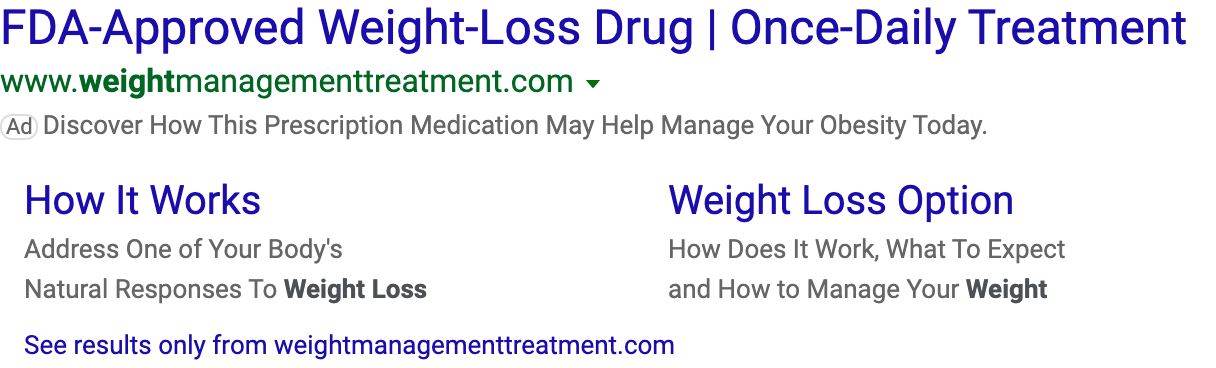 FDA-Approved Weight-Loss Drug | Once-Daily Treatment
www.weightmanagementtreatment.com
Ad Discover How This Prescription Medication May Help Manage Your Obesity Today.
How It Works
Address One of Your Body's
Natural Responses To Weight Loss
Weight Loss Option
How Does It Work, What To Expect
and How to Manage Your Weight
See results only from weightmanagementtreatment.com